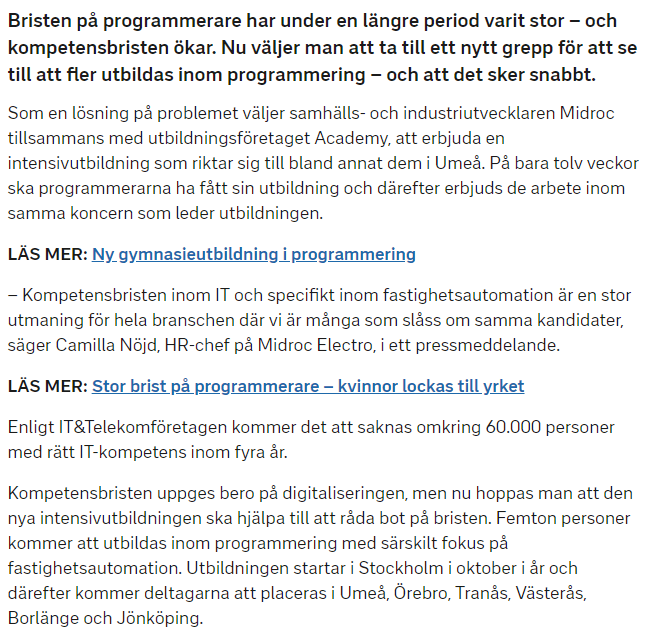 Bristen på programmerare har under en längre period varit stor – och
kompetensbristen ökar. Nu väljer man att ta till ett nytt grepp för att se
till att fler utbildas inom programmering – och att det sker snabbt.
Som en lösning på problemet väljer samhälls- och industriutvecklaren Midroc
tillsammans med utbildningsföretaget Academy, att erbjuda en
intensivutbildning som riktar sig till bland annat dem i Umeå. På bara tolv veckor
ska programmerarna ha fått sin utbildning och därefter erbjuds de arbete inom
samma koncern som leder utbildningen.
LÄS MER: Ny gymnasieutbildning i programmering
– Kompetensbristen inom IT och specifikt inom fastighetsautomation är en stor
utmaning för hela branschen där vi är många som slåss om samma kandidater,
säger Camilla Nöjd, HR-chef på Midroc Electro, i ett pressmeddelande.
LÄS MER: Stor brist på programmerare – kvinnor lockas till yrket
Enligt IT&Telekomföretagen kommer det att saknas omkring 60.000 personer
med rätt IT-kompetens inom fyra år.
Kompetensbristen uppges bero på digitaliseringen, men nu hoppas man att den
nya intensivutbildningen ska hjälpa till att råda bot på bristen. Femton personer
kommer att utbildas inom programmering med särskilt fokus på
fastighetsautomation. Utbildningen startar i Stockholm i oktober i år och
därefter kommer deltagarna att placeras i Umeå, Örebro, Tranås, Västerås,
Borlänge och Jönköping.